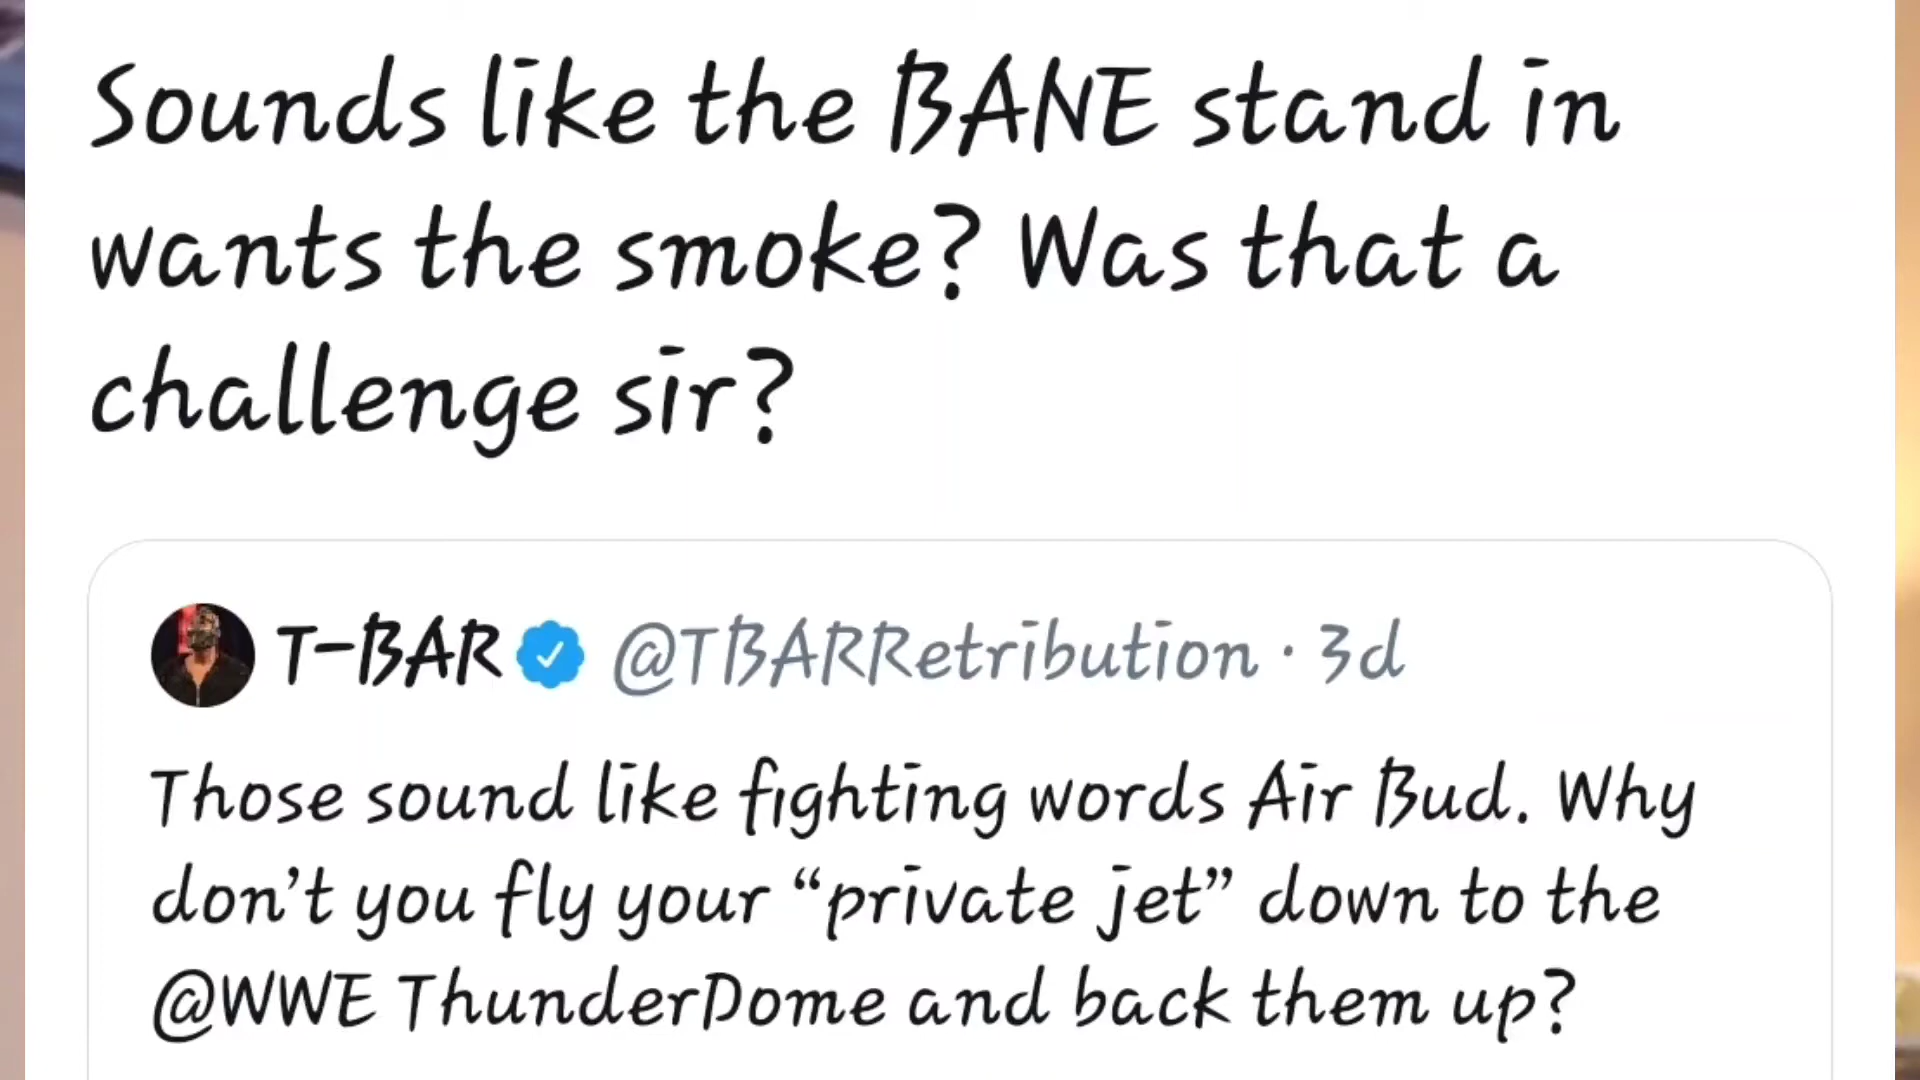 Sounds like the BANE stand in
wants the smoke? Was that a
challenge sir?
T-BAR @TBARRetribution · 3d
Those sound like fighting words Air Bud. Why
don’t you fly your “private jet” down to the
@WWE ThunderDome and back them up?